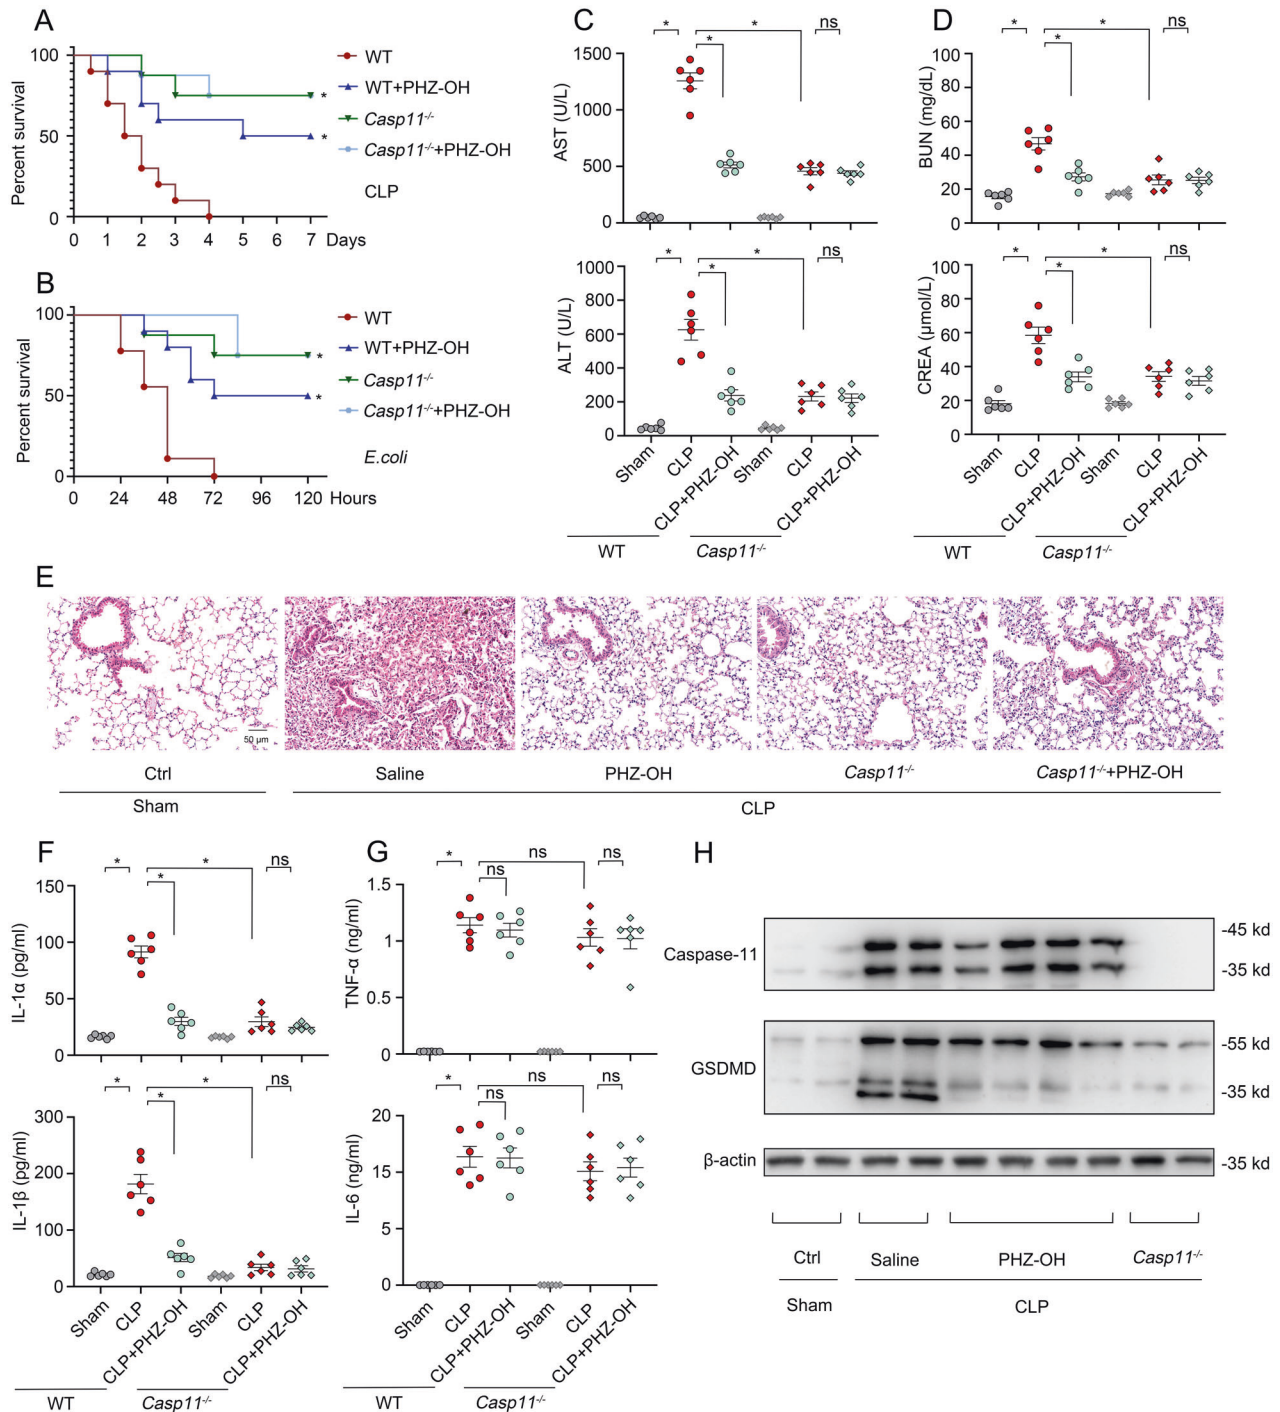 A
Percent survival
100
50
0
0 1 2 3 4 5 6 7 Days
WT
WT+PHZ-OH
Casp11-/-
Casp11-/-+PHZ-OH
CLP
*
*
B
Percent survival
100
50
0
0 24 48 72 96 120 Hours
WT
WT+PHZ-OH
Casp11-/-
Casp11-/-+PHZ-OH
E.coli
*
*
C
* * * ns
AST (U/L)
1500
1000
500
0
* * * ns
ALT (U/L)
1000
800
600
400
200
0
Sham CLP CLP+PHZ-OH Sham CLP CLP+PHZ-OH
WT Casp11-/-
D
* * * ns
BUN (mg/dL)
100
80
60
40
20
0
* * * ns
CREA (μmol/L)
100
80
60
40
20
0
Sham CLP CLP+PHZ-OH Sham CLP CLP+PHZ-OH
WT Casp11-/-
E
50 μm
Ctrl Saline PHZ-OH Casp11-/- Casp11-/-+PHZ-OH
Sham CLP
F
* * * ns
IL-1α (pg/ml)
150
100
50
0
* * * ns
IL-1β (pg/ml)
300
200
100
0
Sham CLP CLP+PHZ-OH Sham CLP CLP+PHZ-OH
WT Casp11-/-
G
* ns ns ns
TNF-α (ng/ml)
1.5
1
0.5
0
* ns ns ns
IL-6 (ng/ml)
20
15
5
0
Sham CLP CLP+PHZ-OH Sham CLP CLP+PHZ-OH
WT Casp11-/-
H
Caspase-11
-45 kd
-35 kd
GSDMD
-55 kd
-35 kd
β-actin
-35 kd
Ctrl Saline PHZ-OH Casp11-/-
Sham CLP